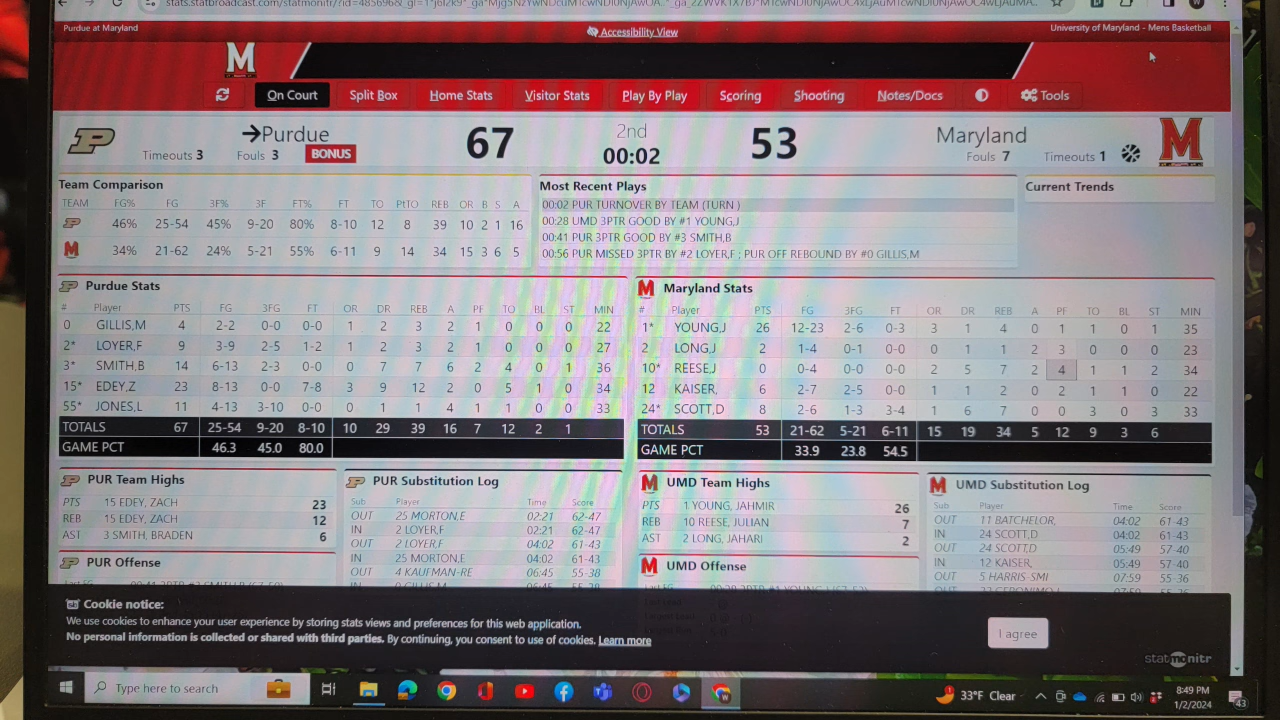 Purdue at Maryland
Accessibility View
University of Maryland - Mens Basketball
On Court Split Box Home Stats Visitor Stats Play By Play Scoring Shooting Notes/Docs Tools
Purdue 67 2nd 53 Maryland
Timeouts 3 Fouls 3 BONUS 00:02 Fouls 7 Timeouts 1
Team Comparison
TEAM FG% FG 3F% 3F FT% FT TO PtTO REB OR B S A
P 46% 25-54 45% 9-20 80% 8-10 12 8 39 10 2 1 16
M 34% 21-62 24% 5-21 55% 6-11 9 14 34 15 3 6 5
Most Recent Plays
00:02 PUR TURNOVER BY TEAM (TURN )
00:28 UMD 3PTR GOOD BY #1 YOUNG,J
00:41 PUR 3PTR GOOD BY #3 SMITH,B
00:56 PUR MISSED 3PTR BY #2 LOYER,F ; PUR OFF REBOUND BY #0 GILLIS,M
Current Trends
Purdue Stats
# Player PTS FG 3FG FT OR DR REB A PF TO BL ST MIN
0 GILLIS,M 4 2-2 0-0 0-0 1 2 3 2 1 0 0 0 22
2* LOYER,F 9 3-9 2-5 1-2 1 2 3 2 1 0 0 0 27
3* SMITH,B 14 6-13 2-3 0-0 0 7 7 6 2 4 0 1 36
15* EDEY,Z 23 8-13 0-0 7-8 3 9 12 2 0 5 1 0 34
55* JONES,L 11 4-13 3-10 0-0 0 1 1 4 1 1 0 0 33
TOTALS 67 25-54 9-20 8-10 10 29 39 16 7 12 2 1
GAME PCT 46.3 45.0 80.0
Maryland Stats
# Player PTS FG 3FG FT OR DR REB A PF TO BL ST MIN
1* YOUNG,J 26 12-23 2-6 0-3 3 1 4 0 1 1 0 1 35
2 LONG,J 2 1-4 0-1 0-0 0 1 1 2 3 0 0 0 23
10* REESE,J 0 0-4 0-0 0-0 2 5 7 2 4 1 1 2 34
12 KAISER, 6 2-7 2-5 0-0 1 1 2 0 2 1 1 0 22
24* SCOTT,D 8 2-6 1-3 3-4 1 6 7 0 0 3 0 3 33
TOTALS 53 21-62 5-21 6-11 15 19 34 5 12 9 3 6
GAME PCT 33.9 23.8 54.5
PUR Team Highs
PTS 15 EDEY, ZACH 23
REB 15 EDEY, ZACH 12
AST 3 SMITH, BRADEN 6
PUR Offense
PUR Substitution Log
Sub Player Time Score
OUT 25 MORTON,E 02:21 62-47
IN 2 LOYER,F 02:21 62-47
OUT 2 LOYER,F 04:02 61-43
IN 25 MORTON,E 04:02 61-43
OUT 4 KAUFMAN-RE 06:45 55-38
UMD Team Highs
PTS 1 YOUNG, JAHMIR 26
REB 10 REESE, JULIAN 7
AST 2 LONG, JAHARI 2
UMD Offense
UMD Substitution Log
Sub Player Time Score
OUT 11 BATCHELOR, 04:02 61-43
IN 24 SCOTT,D 04:02 61-43
OUT 24 SCOTT,D 05:49 57-40
IN 12 KAISER, 05:49 57-40
OUT 5 HARRIS-SMI 07:59 55-36
Cookie notice:
We use cookies to enhance your user experience by storing stats views and preferences for this web application.
No personal information is collected or shared with third parties. By continuing, you consent to use of cookies. Learn more
I agree
statmonitr
Type here to search
33°F Clear
8:49 PM
1/2/2024
43